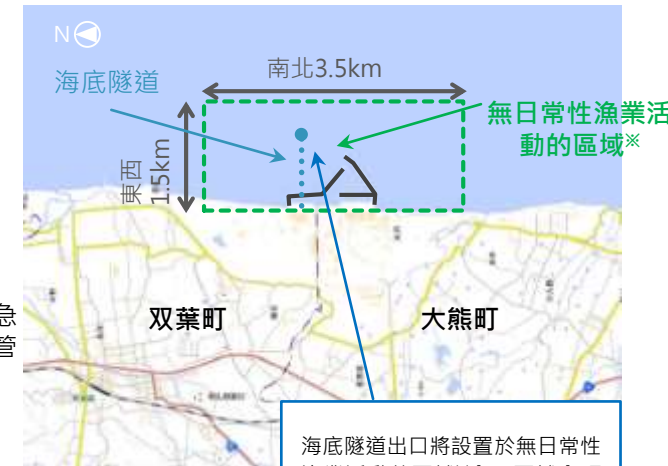 N
南北3.5km
海底隧道
無日常性漁業活
動的區域※
東西
1.5km
急
管
双葉町
大熊町
海底隧道出口將設置於無日常性